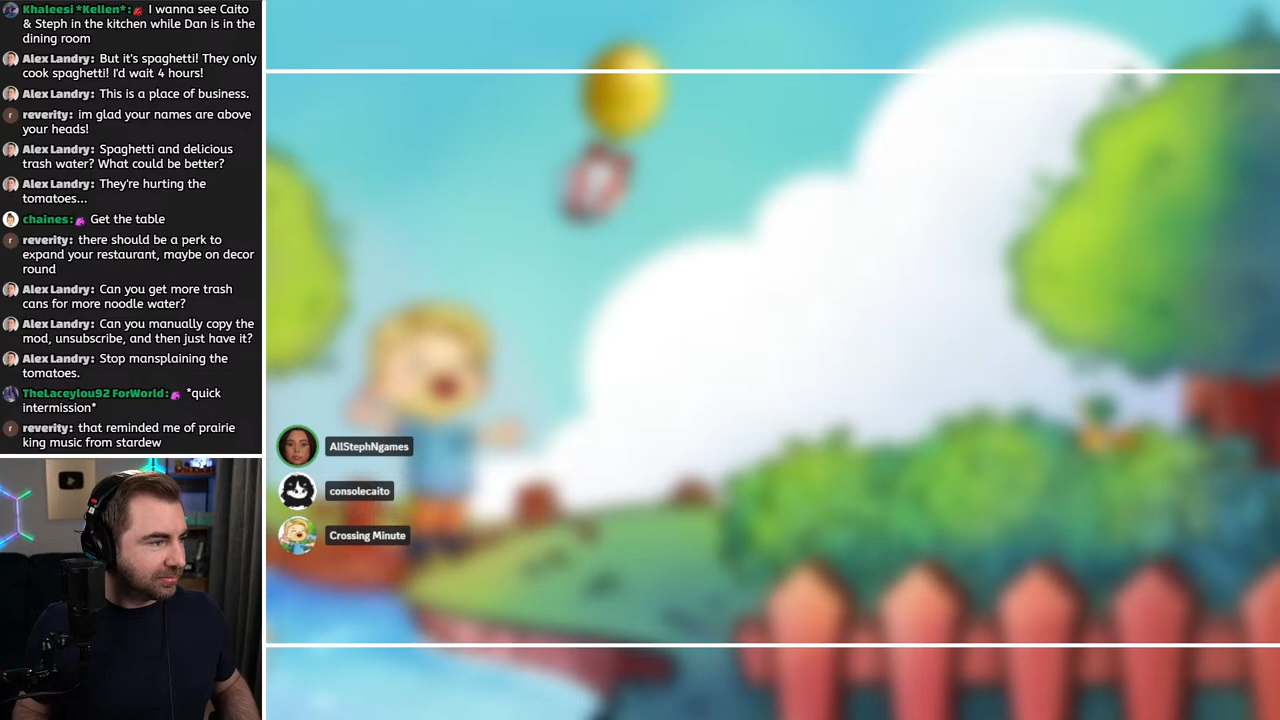 Khaleesi *Kellen*: I wanna see Caito
& Steph in the kitchen while Dan is in the
dining room
Alex Landry: But it's spaghetti! They only
cook spaghetti! I'd wait 4 hours!
Alex Landry: This is a place of business.
reverity: im glad your names are above
your heads!
Alex Landry: Spaghetti and delicious
trash water? What could be better?
Alex Landry: They're hurting the
tomatoes...
chaines: Get the table
reverity: there should be a perk to
expand your restaurant, maybe on decor
round
Alex Landry: Can you get more trash
cans for more noodle water?
Alex Landry: Can you manually copy the
mod, unsubscribe, and then just have it?
Alex Landry: Stop mansplaining the
tomatoes.
TheLaceylou92 ForWorld: *quick
intermission*
reverity: that reminded me of prairie
king music from stardew
AllStephNgames
consolecaito
Crossing Minute